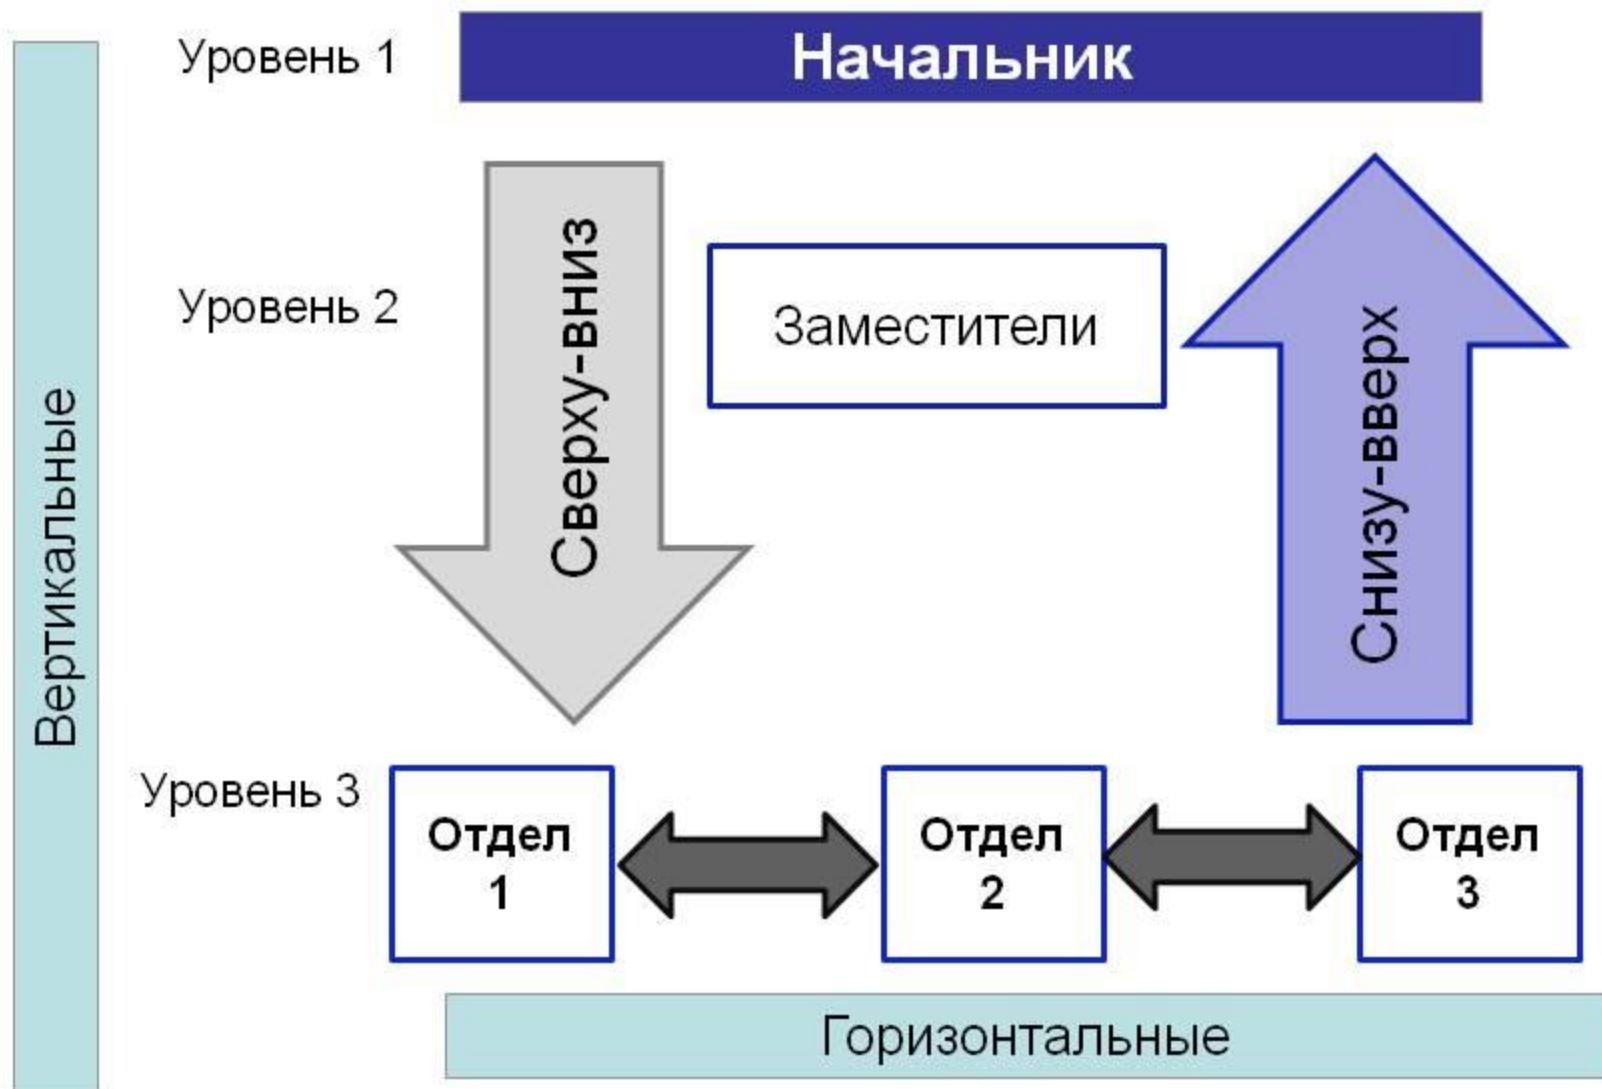 Уровень 1
Начальник
Сверху-вниз
Уровень 2
Заместители
Снизу-вверх
Вертикальные
Уровень 3
Отдел
1
Отдел
2
Отдел
3
Горизонтальные